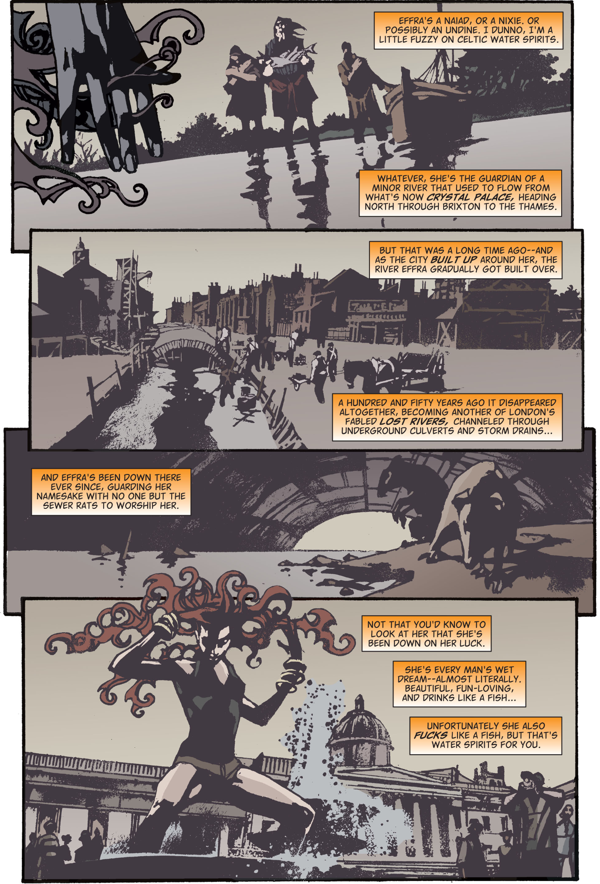 EFFRA'S A NAIAD, OR A NIXIE. OR
POSSIBLY AN UNDINE. I DUNNO, I'M A
LITTLE FUZZY ON CELTIC WATER SPIRITS.
WHATEVER, SHE'S THE GUARDIAN OF A
MINOR RIVER THAT USED TO FLOW FROM
WHAT'S NOW CRYSTAL PALACE, HEADING
NORTH THROUGH BRIXTON TO THE THAMES.
BUT THAT WAS A LONG TIME AGO--AND
AS THE CITY BUILT UP AROUND HER, THE
RIVER EFFRA GRADUALLY GOT BUILT OVER.
A HUNDRED AND FIFTY YEARS AGO IT DISAPPEARED
ALTOGETHER, BECOMING ANOTHER OF LONDON'S
FABLED LOST RIVERS, CHANNELED THROUGH
UNDERGROUND CULVERTS AND STORM DRAINS...
AND EFFRA'S BEEN DOWN THERE
EVER SINCE, GUARDING HER
NAMESAKE WITH NO ONE BUT THE
SEWER RATS TO WORSHIP HER.
NOT THAT YOU'D KNOW TO
LOOK AT HER THAT SHE'S
BEEN DOWN ON HER LUCK.
SHE'S EVERY MAN'S WET
DREAM--ALMOST LITERALLY.
BEAUTIFUL, FUN-LOVING,
AND DRINKS LIKE A FISH...
UNFORTUNATELY SHE ALSO
FUCKS LIKE A FISH, BUT THAT'S
WATER SPIRITS FOR YOU.